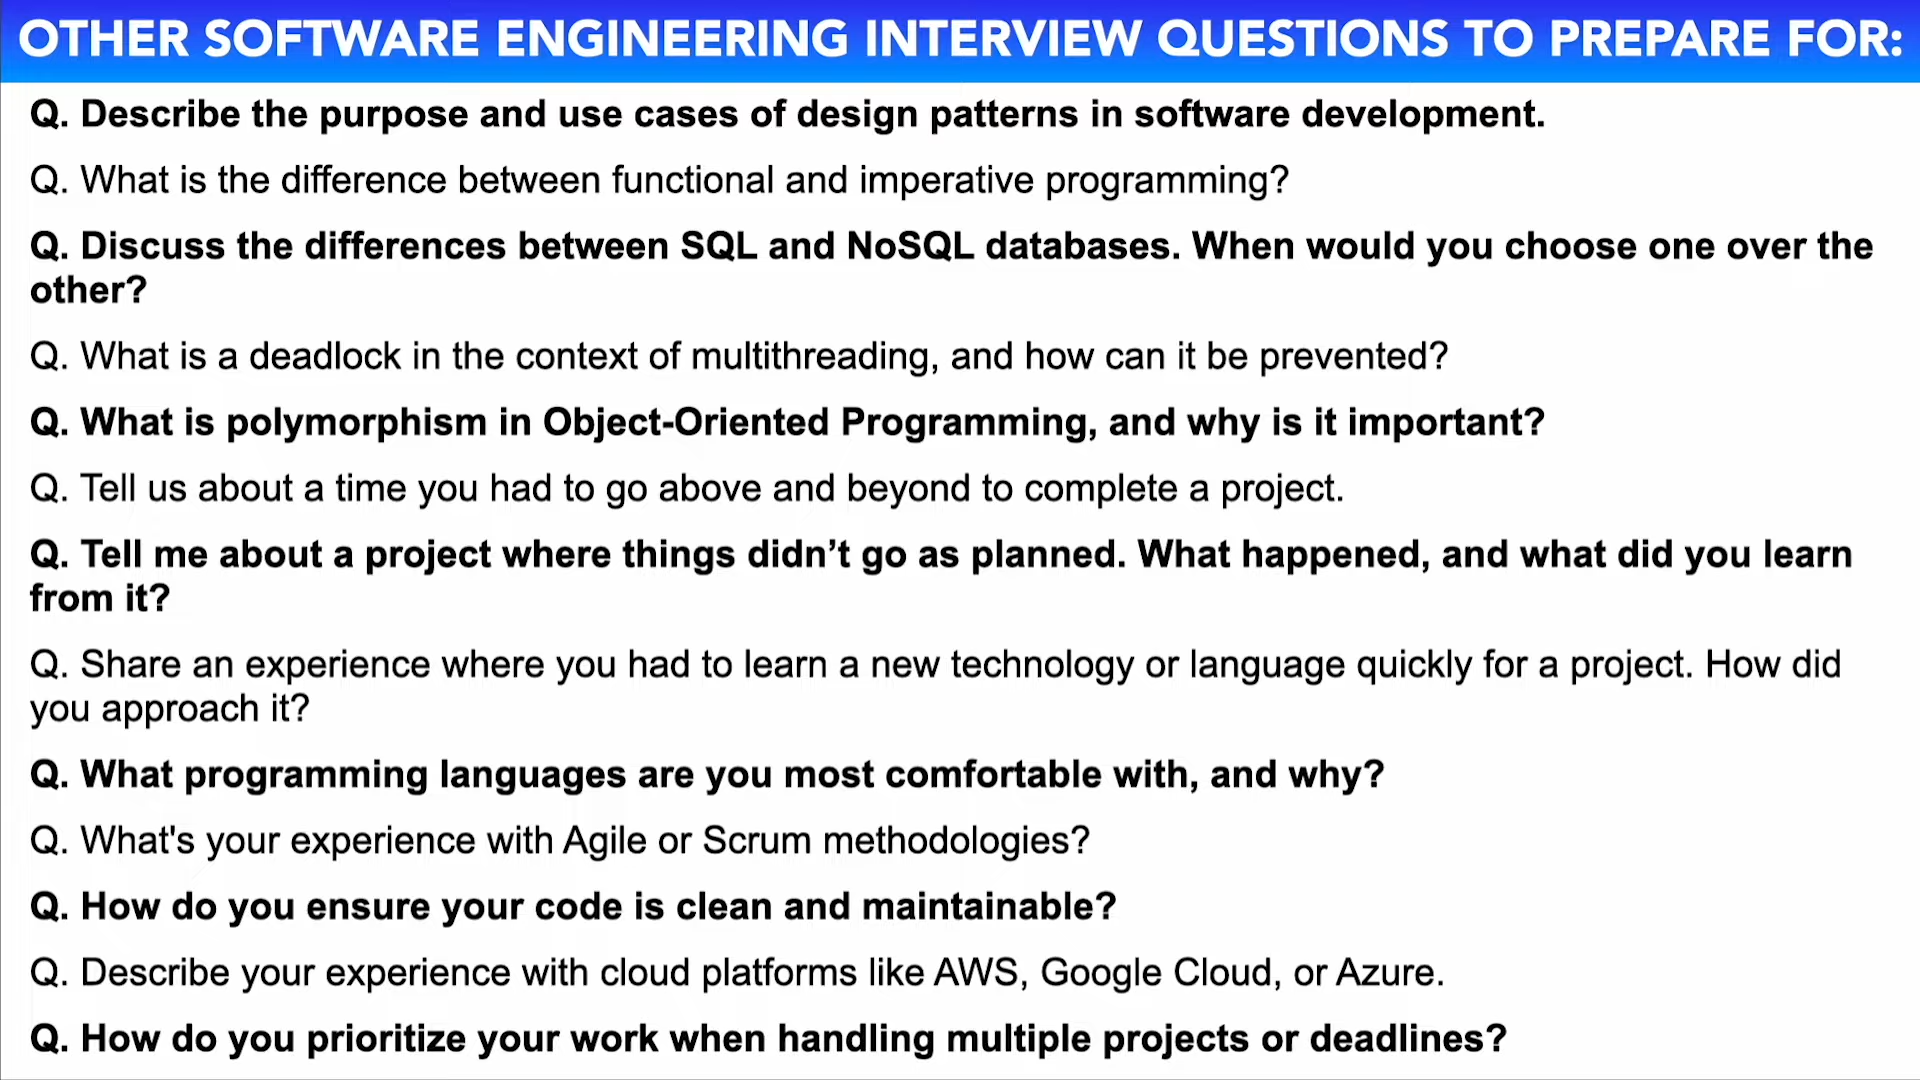 OTHER SOFTWARE ENGINEERING INTERVIEW QUESTIONS TO PREPARE FOR:
Q. Describe the purpose and use cases of design patterns in software development.
Q. What is the difference between functional and imperative programming?
Q. Discuss the differences between SQL and NoSQL databases. When would you choose one over the
other?
Q. What is a deadlock in the context of multithreading, and how can it be prevented?
Q. What is polymorphism in Object-Oriented Programming, and why is it important?
Q. Tell us about a time you had to go above and beyond to complete a project.
Q. Tell me about a project where things didn’t go as planned. What happened, and what did you learn
from it?
Q. Share an experience where you had to learn a new technology or language quickly for a project. How did
you approach it?
Q. What programming languages are you most comfortable with, and why?
Q. What's your experience with Agile or Scrum methodologies?
Q. How do you ensure your code is clean and maintainable?
Q. Describe your experience with cloud platforms like AWS, Google Cloud, or Azure.
Q. How do you prioritize your work when handling multiple projects or deadlines?